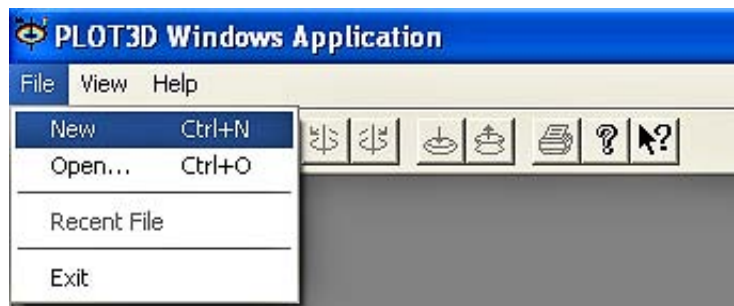 PLOT3D Windows Application
File View Help
New Ctrl+N
Open... Ctrl+O
Recent File
Exit